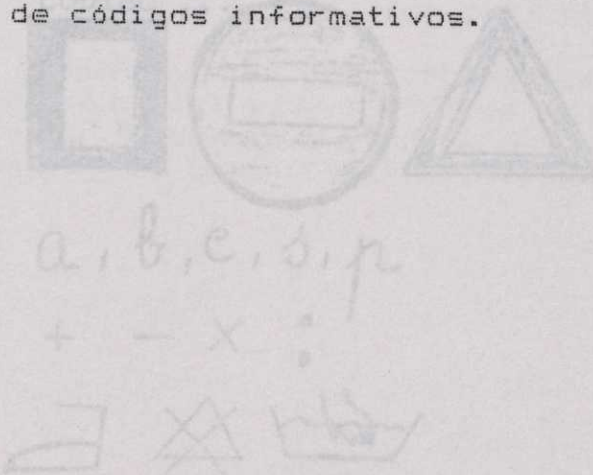 de códigos informativos.
a, b, c, s, p
+ - x :